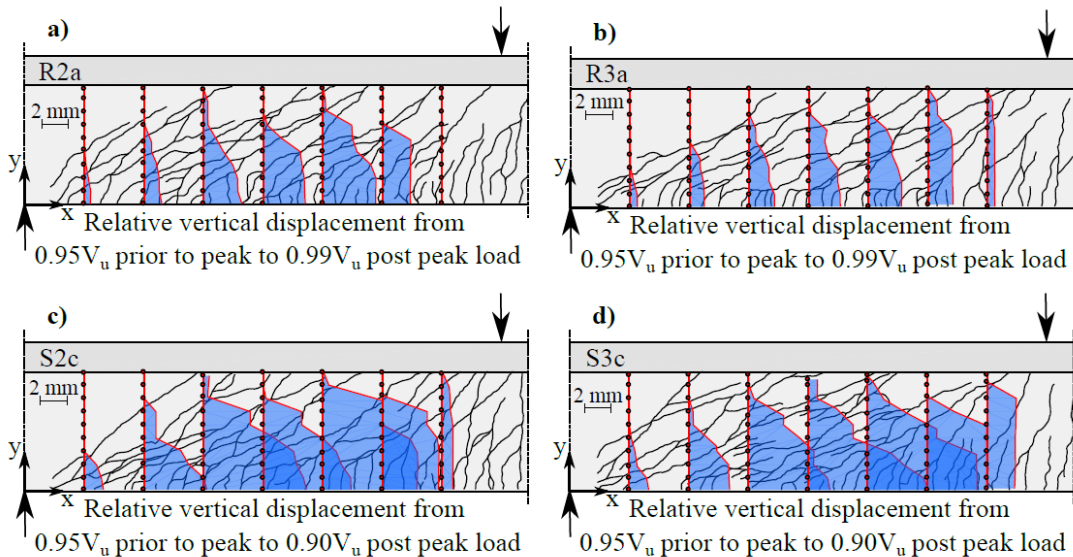 a)
R2a
2 mm
y
x
Relative vertical displacement from
0.95Vu prior to peak to 0.99Vu post peak load
b)
R3a
2 mm
y
x
Relative vertical displacement from
0.95Vu prior to peak to 0.99Vu post peak load
c)
S2c
2 mm
y
x
Relative vertical displacement from
0.95Vu prior to peak to 0.90Vu post peak load
d)
S3c
2 mm
y
x
Relative vertical displacement from
0.95Vu prior to peak to 0.90Vu post peak load